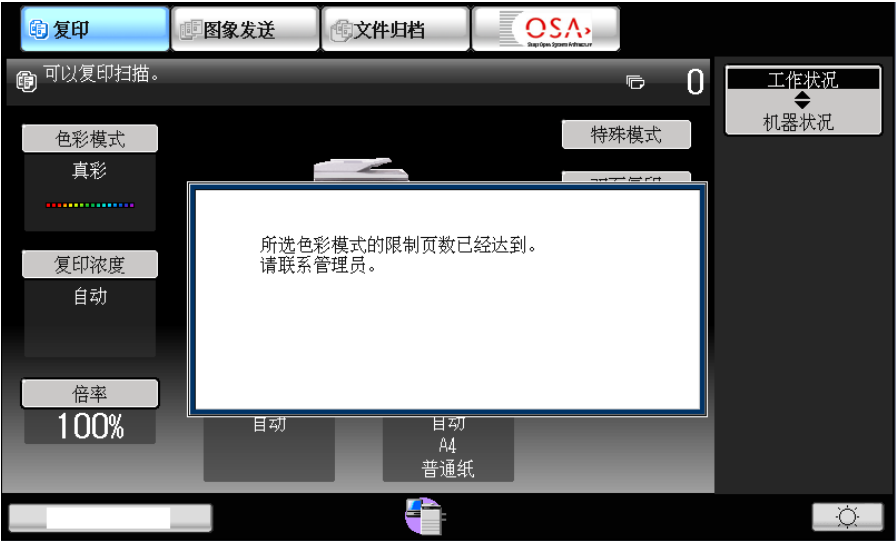 复印
图象发送
文件归档
OSA
可以复印扫描。
0
工作状况
机器状况
色彩模式
真彩
特殊模式
所选色彩模式的限制页数已经达到。
请联系管理员。
复印浓度
自动
倍率
100%
自动
自动
A4
普通纸